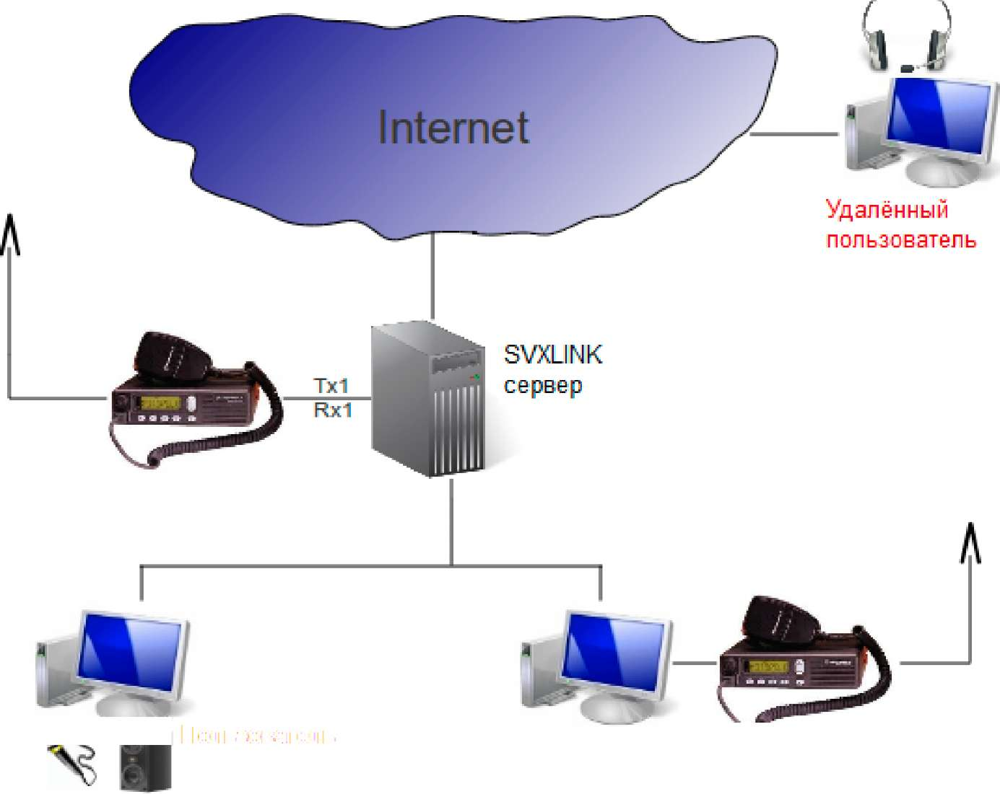 Internet
Удалённый
пользователь
SVXLINK
сервер
Tx1
Rx1